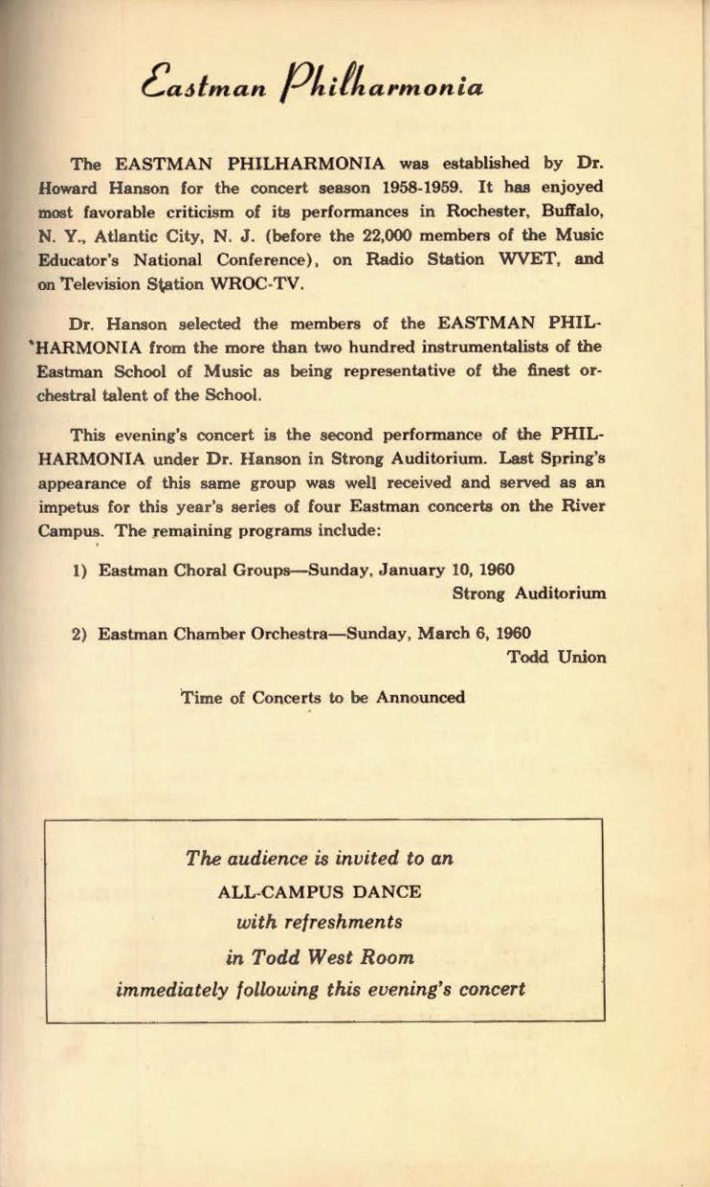 Eastman Philharmonia
The EASTMAN PHILHARMONIA was established by Dr.
Howard Hanson for the concert season 1958-1959. It has enjoyed
most favorable criticism of its performances in Rochester, Buffalo,
N. Y., Atlantic City, N. J. (before the 22,000 members of the Music
Educator's National Conference), on Radio Station WVET, and
on Television Station WROC-TV.
Dr. Hanson selected the members of the EASTMAN PHIL-
HARMONIA from the more than two hundred instrumentalists of the
Eastman School of Music as being representative of the finest or-
chestral talent of the School.
This evening's concert is the second performance of the PHIL-
HARMONIA under Dr. Hanson in Strong Auditorium. Last Spring's
appearance of this same group was well received and served as an
impetus for this year's series of four Eastman concerts on the River
Campus. The remaining programs include:
1) Eastman Choral Groups—Sunday, January 10, 1960
Strong Auditorium
2) Eastman Chamber Orchestra—Sunday, March 6, 1960
Todd Union
Time of Concerts to be Announced
The audience is invited to an
ALL-CAMPUS DANCE
with refreshments
in Todd West Room
immediately following this evening's concert